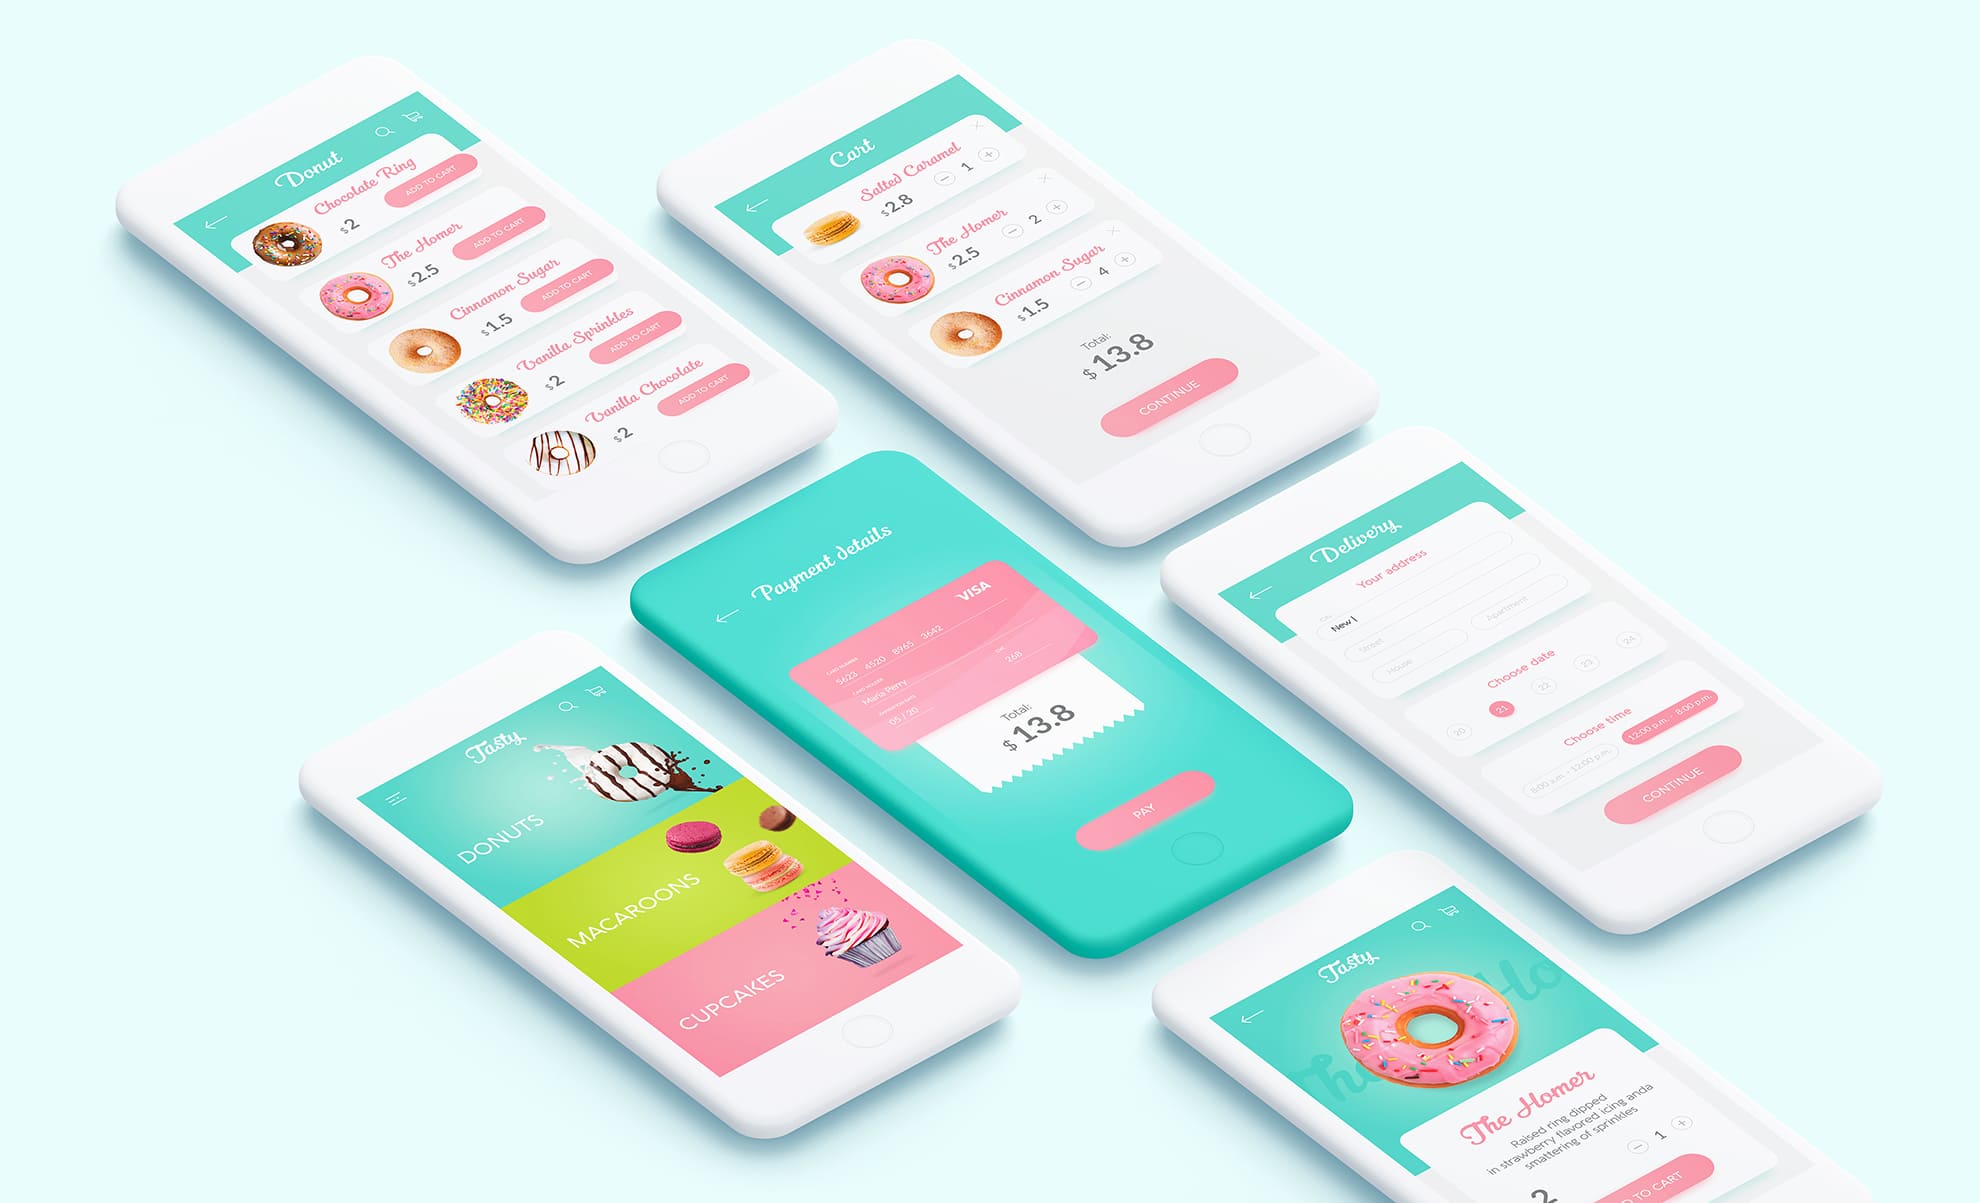 Donut
Chocolate Ring
$2
ADD TO CART
The Homer
$2.5
ADD TO CART
Cinnamon Sugar
$1.5
ADD TO CART
Vanilla Sprinkles
$2
ADD TO CART
Vanilla Chocolate
$2
ADD TO CART
Cart
Salted Caramel
$2.8
1
The Homer
$2.5
2
Cinnamon Sugar
$1.5
4
Total:
$13.8
CONTINUE
Payment details
VISA
CARD NUMBER
5623 4520 8965 3642
CARD HOLDER
Maria Perry
05 / 20
268
Total:
$13.8
PAY
Delivery
Your address
City
New
Street
House
Apartment
Choose date
20
21
22
23
24
Choose time
8:00 a.m. - 12:00 p.m.
12:00 p.m. - 8:00 p.m.
CONTINUE
Tasty
DONUTS
MACAROONS
CUPCAKES
Tasty
The Ho
The Homer
Raised ring dipped
in strawberry flavored icing anda
smattering of sprinkles
1
2
TO CART